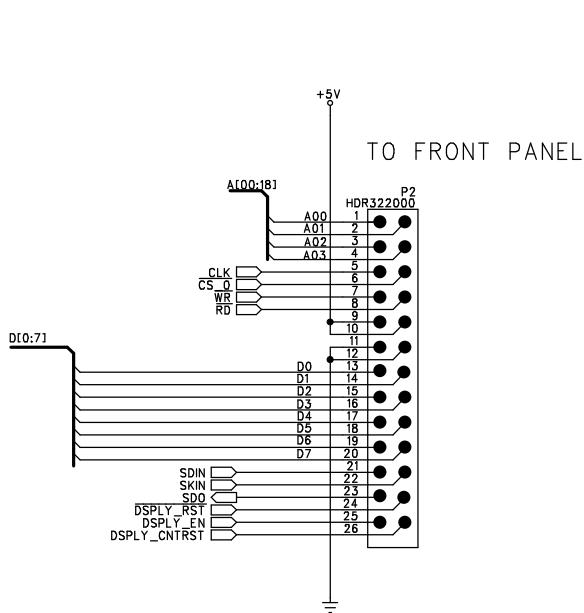 +5V
TO FRONT PANEL
A[00:18]
P2
HDR322000
A00 1
A01 2
A02 3
A03 4
CLK 5
CS_0 6
WR 7
RD 8
9
10
D[0:7]
11
12
D0 13
D1 14
D2 15
D3 16
D4 17
D5 18
D6 19
D7 20
SDIN 21
SKIN 22
SDO 23
DSPLY_RST 24
DSPLY_EN 25
DSPLY_CNTRST 26